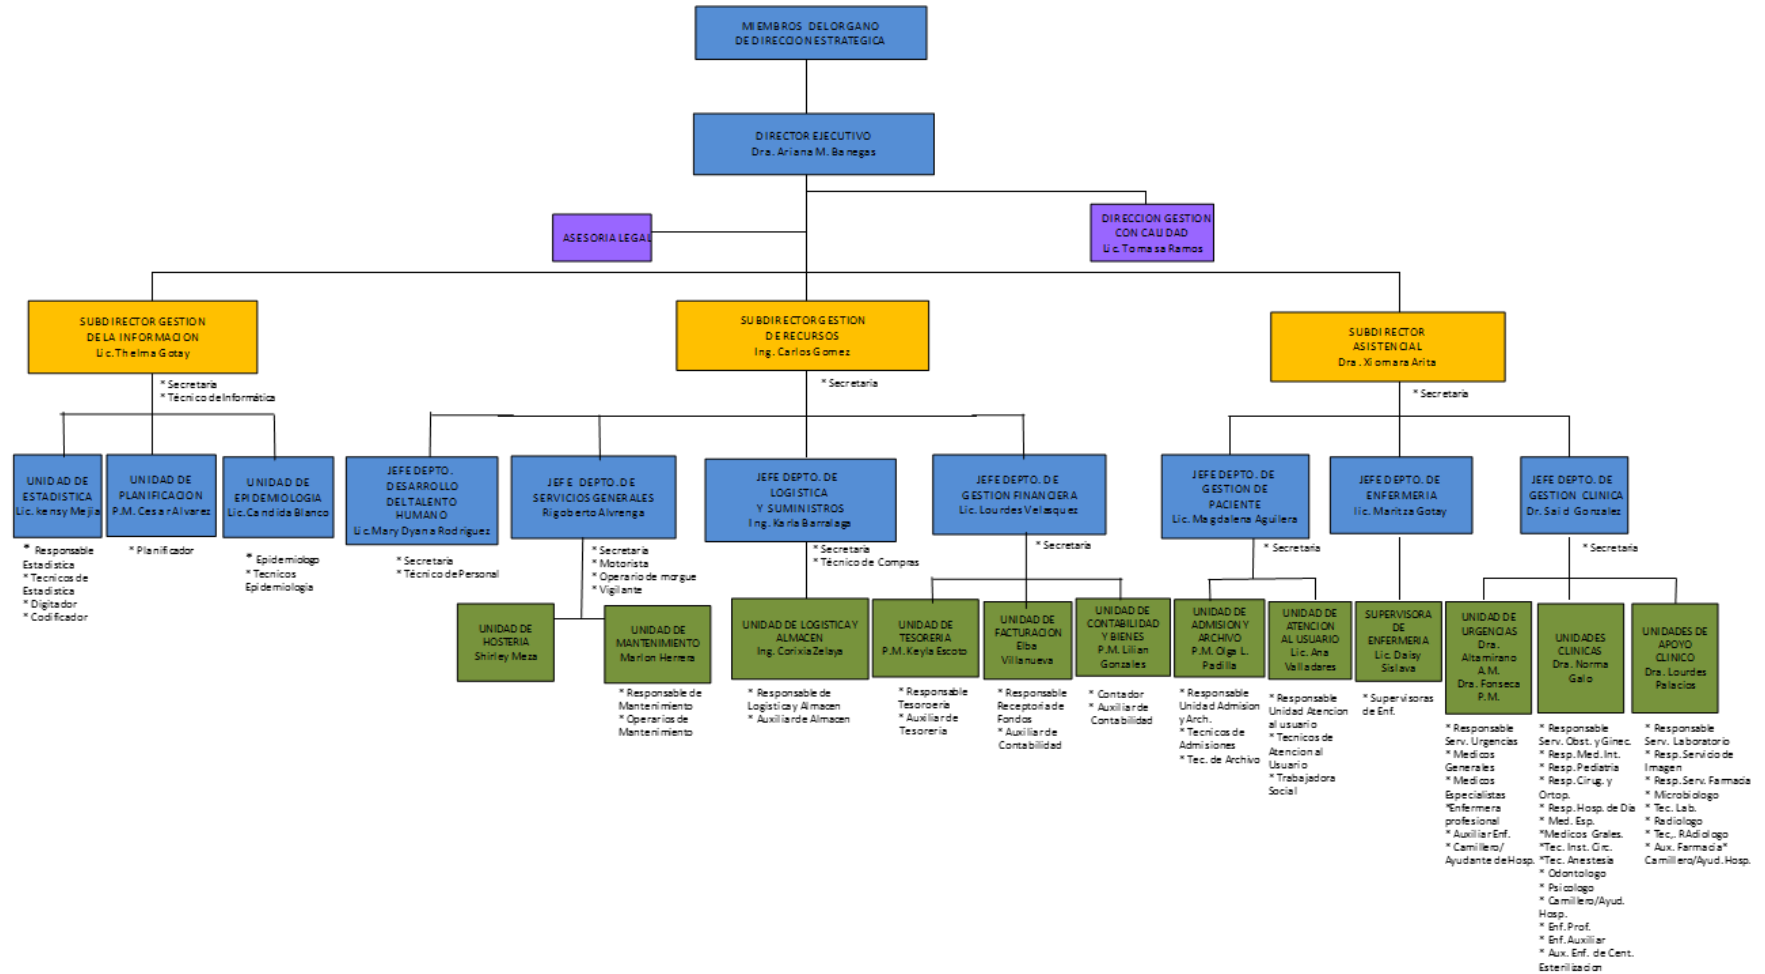 MIEMBROS DEL ORGANO
DE DIRECCION ESTRATEGICA
DIRECTOR EJECUTIVO
Dra. Ariana M. Banegas
ASESORIA LEGAL
DIRECCION GESTION
CON CALIDAD
Lic. Tomasa Ramos
SUBDIRECTOR GESTION
DE LA INFORMACION
Lic. Thelma Gotay
* Secretaria
* Técnico de Informática
SUBDIRECTOR GESTION
DE RECURSOS
Ing. Carlos Gomez
* Secretaria
SUBDIRECTOR
ASISTENCIAL
Dra. Xiomara Arita
* Secretaria
UNIDAD DE
ESTADISTICA
Lic. kensy Mejia
* Responsable
Estadistica
* Tecnicos de
Estadistica
* Digitador
* Codificador
UNIDAD DE
PLANIFICACION
P.M. Cesar Alvarez
* Planificador
UNIDAD DE
EPIDEMIOLOGIA
Lic. Candida Blanco
* Epidemiologo
* Tecnicos
Epidemiologia
JEFE DEPTO.
DESARROLLO
DEL TALENTO
HUMANO
Lic. Mary Dyana Rodriguez
* Secretaria
* Técnico de Personal
JEFE DEPTO. DE
SERVICIOS GENERALES
Rigoberto Alvrenga
* Secretaria
* Motorista
* Operario de morgue
* Vigilante
JEFE DEPTO. DE
LOGISTICA
Y SUMINISTROS
Ing. Karla Barralaga
* Secretaria
* Técnico de Compras
JEFE DEPTO. DE
GESTION FINANCIERA
Lic. Lourdes Velasquez
* Secretaria
JEFE DEPTO. DE
GESTION DE
PACIENTE
Lic. Magdalena Aguilera
* Secretaria
JEFE DEPTO. DE
ENFERMERIA
lic. Maritza Gotay
JEFE DEPTO. DE
GESTION CLINICA
Dr. Said Gonzalez
* Secretaria
UNIDAD DE
HOSTERIA
Shirley Meza
UNIDAD DE
MANTENIMIENTO
Marlon Herrera
* Responsable de
Mantenimiento
* Operarios de
Mantenimiento
UNIDAD DE LOGISTICA Y
ALMACEN
Ing. Corixia Zelaya
* Responsable de
Logistica y Almacen
* Auxiliar de Almacen
UNIDAD DE
TESORERIA
P.M. Keyla Escoto
* Responsable
Tesoroeria
* Auxiliar de
Tesoreria
UNIDAD DE
FACTURACION
Elba
Villanueva
* Responsable
Receptoria de
Fondos
* Auxiliar de
Contabilidad
UNIDAD DE
CONTABILIDAD
Y BIENES
P.M. Lilian
Gonzales
* Contador
* Auxiliar de
Contabilidad
UNIDAD DE
ADMISION Y
ARCHIVO
P.M. Olga L.
Padilla
* Responsable
Unidad Admision
y Arch.
* Tecnicos de
Admisiones
* Tec. de Archivo
UNIDAD DE
ATENCION
AL USUARIO
Lic. Ana
Valladares
* Responsable
Unidad Atencion
al usuario
* Tecnicos de
Atencion al
Usuario
* Trabajadora
Social
SUPERVISORA
DE
ENFERMERIA
Lic. Daisy
Sislava
* Supervisoras
de Enf.
UNIDAD DE
URGENCIAS
Dra.
Altamirano
A.M.
Dra. Fonseca
P.M.
* Responsable
Serv. Urgencias
* Medicos
Generales
* Medicos
Especialistas
*Enfermera
profesional
* Auxiliar Enf.
* Camillero/
Ayudante de Hosp.
UNIDADES
CLINICAS
Dra. Norma
Galo
* Responsable
Serv. Obst. y Ginec.
* Resp. Med. Int.
* Resp. Pediatria
* Resp. Cirug. y
Ortop.
* Resp. Hosp. de Dia
* Med. Esp.
*Medicos Grales.
*Tec. Inst. Circ.
*Tec. Anestesia
* Odontologo
* Psicologo
* Camillero/Ayud.
Hosp.
* Enf. Prof.
* Enf. Auxiliar
* Aux. Enf. de Cent.
Esterilizacion
UNIDADES DE
APOYO
CLINICO
Dra. Lourdes
Palacios
* Responsable
Serv. Laboratorio
* Resp. Servicio de
Imagen
* Resp. Serv. Farmacia
* Microbiologo
* Tec. Lab.
* Radiologo
* Tec,. RAdiologo
* Aux. Farmacia*
Camillero/Ayud. Hosp.